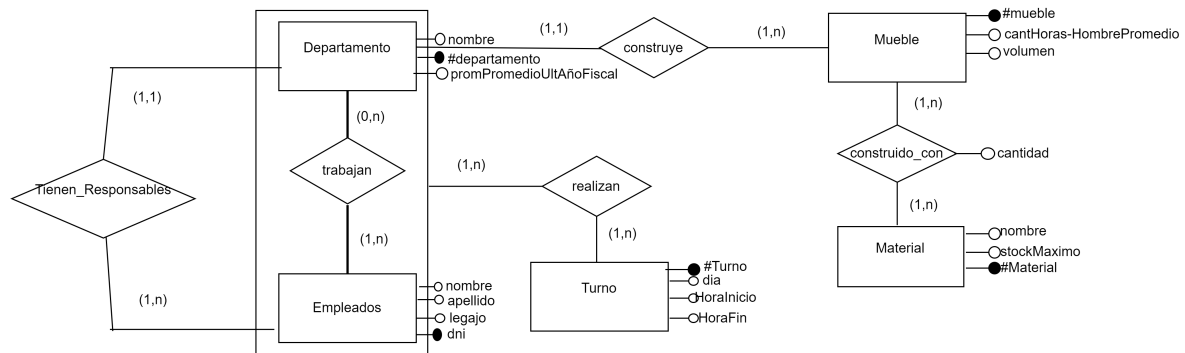 Departamento
nombre
#departamento
promPromedioUltAñoFiscal
(1,1)
construye
(1,n)
Mueble
#mueble
cantHoras-HombrePromedio
volumen
(1,1)
(0,n)
(1,n)
Tienen_Responsables
trabajan
(1,n)
realizan
construido_con
cantidad
(1,n)
(1,n)
(1,n)
(1,n)
Material
nombre
stockMaximo
#Material
Empleados
nombre
apellido
legajo
dni
Turno
#Turno
dia
HoraInicio
HoraFin